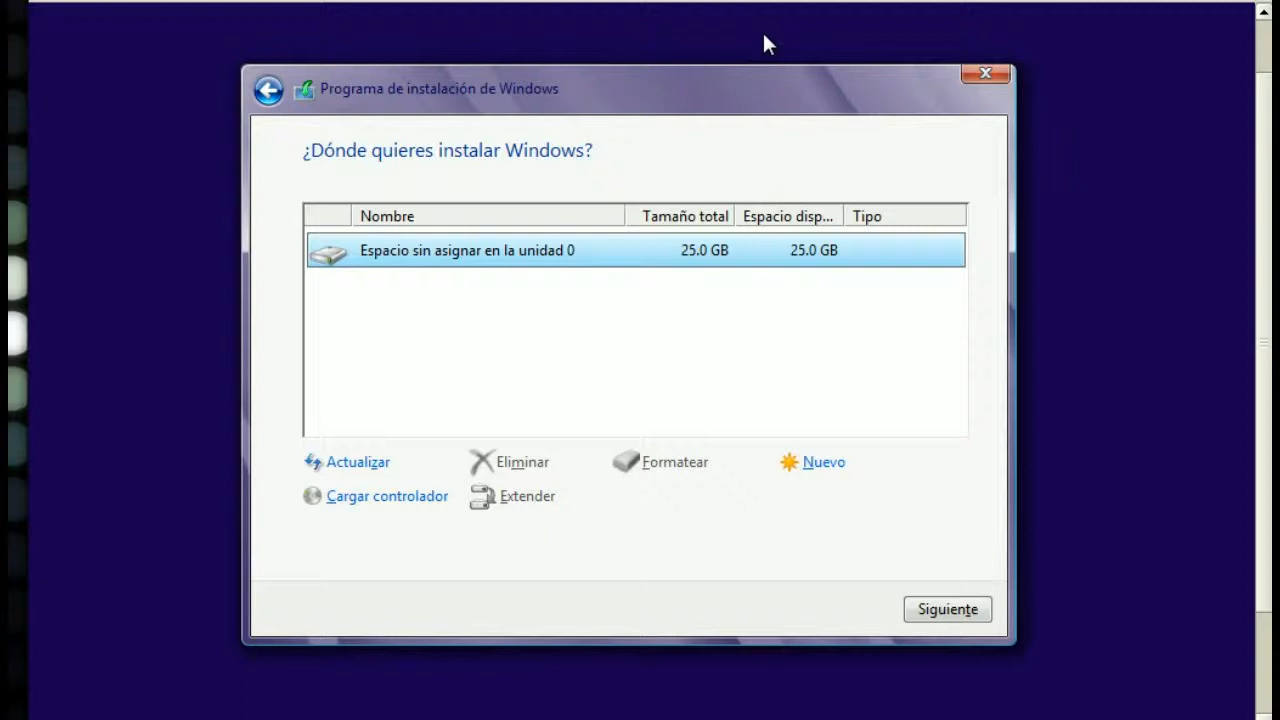 Programa de instalación de Windows
¿Dónde quieres instalar Windows?
Nombre Tamaño total Espacio disp... Tipo
Espacio sin asignar en la unidad 0 25.0 GB 25.0 GB
Actualizar Eliminar Formatear Nuevo
Cargar controlador Extender
Siguiente